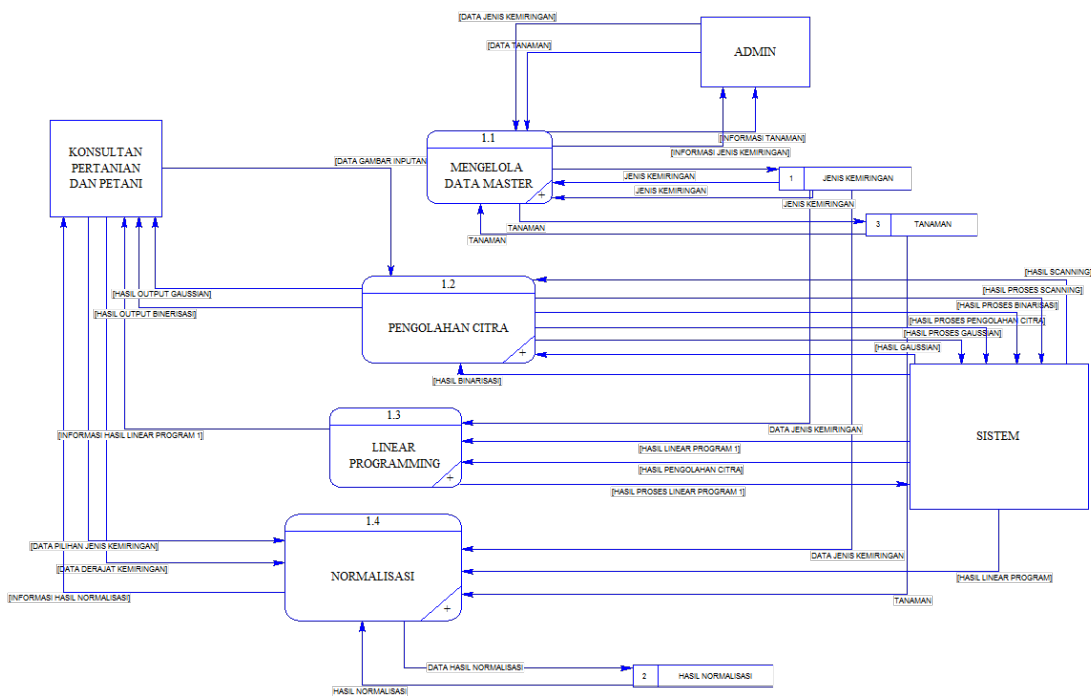 [DATA JENIS KEMIRINGAN]
[DATA TANAMAN]
ADMIN
1.1
MENGELOLA
DATA MASTER
+
[INFORMASI TANAMAN]
[INFORMASI JENIS KEMIRINGAN]
KONSULTAN
PERTANIAN
DAN PETANI
[DATA GAMBAR INPUTAN
JENIS KEMIRINGAN
1 JENIS KEMIRINGAN
JENIS KEMIRINGAN
JENIS KEMIRINGAN
TANAMAN
3 TANAMAN
TANAMAN
1.2
PENGOLAHAN CITRA
+
[HASIL OUTPUT GAUSSIAN]
[HASIL OUTPUT BINERISASI]
[HASIL SCANNING]
[HASIL PROSES SCANNING]
[HASIL PROSES BINARISASI]
[HASIL PROSES PENGOLAHAN CITRA]
[HASIL PROSES GAUSSIAN]
[HASIL GAUSSIAN]
[HASIL BINARISASI]
SISTEM
1.3
LINEAR
PROGRAMMING
+
[INFORMASI HASIL LINEAR PROGRAM 1]
DATA JENIS KEMIRINGAN
[HASIL LINEAR PROGRAM 1]
[HASIL PENGOLAHAN CITRA]
[HASIL PROSES LINEAR PROGRAM 1]
1.4
NORMALISASI
+
[DATA PILIHAN JENIS KEMIRINGAN]
[DATA DERAJAT KEMIRINGAN]
[INFORMASI HASIL NORMALISASI]
DATA JENIS KEMIRINGAN
[HASIL LINEAR PROGRAM]
TANAMAN
DATA HASIL NORMALISASI
2 HASIL NORMALISASI
HASIL NORMALISASI